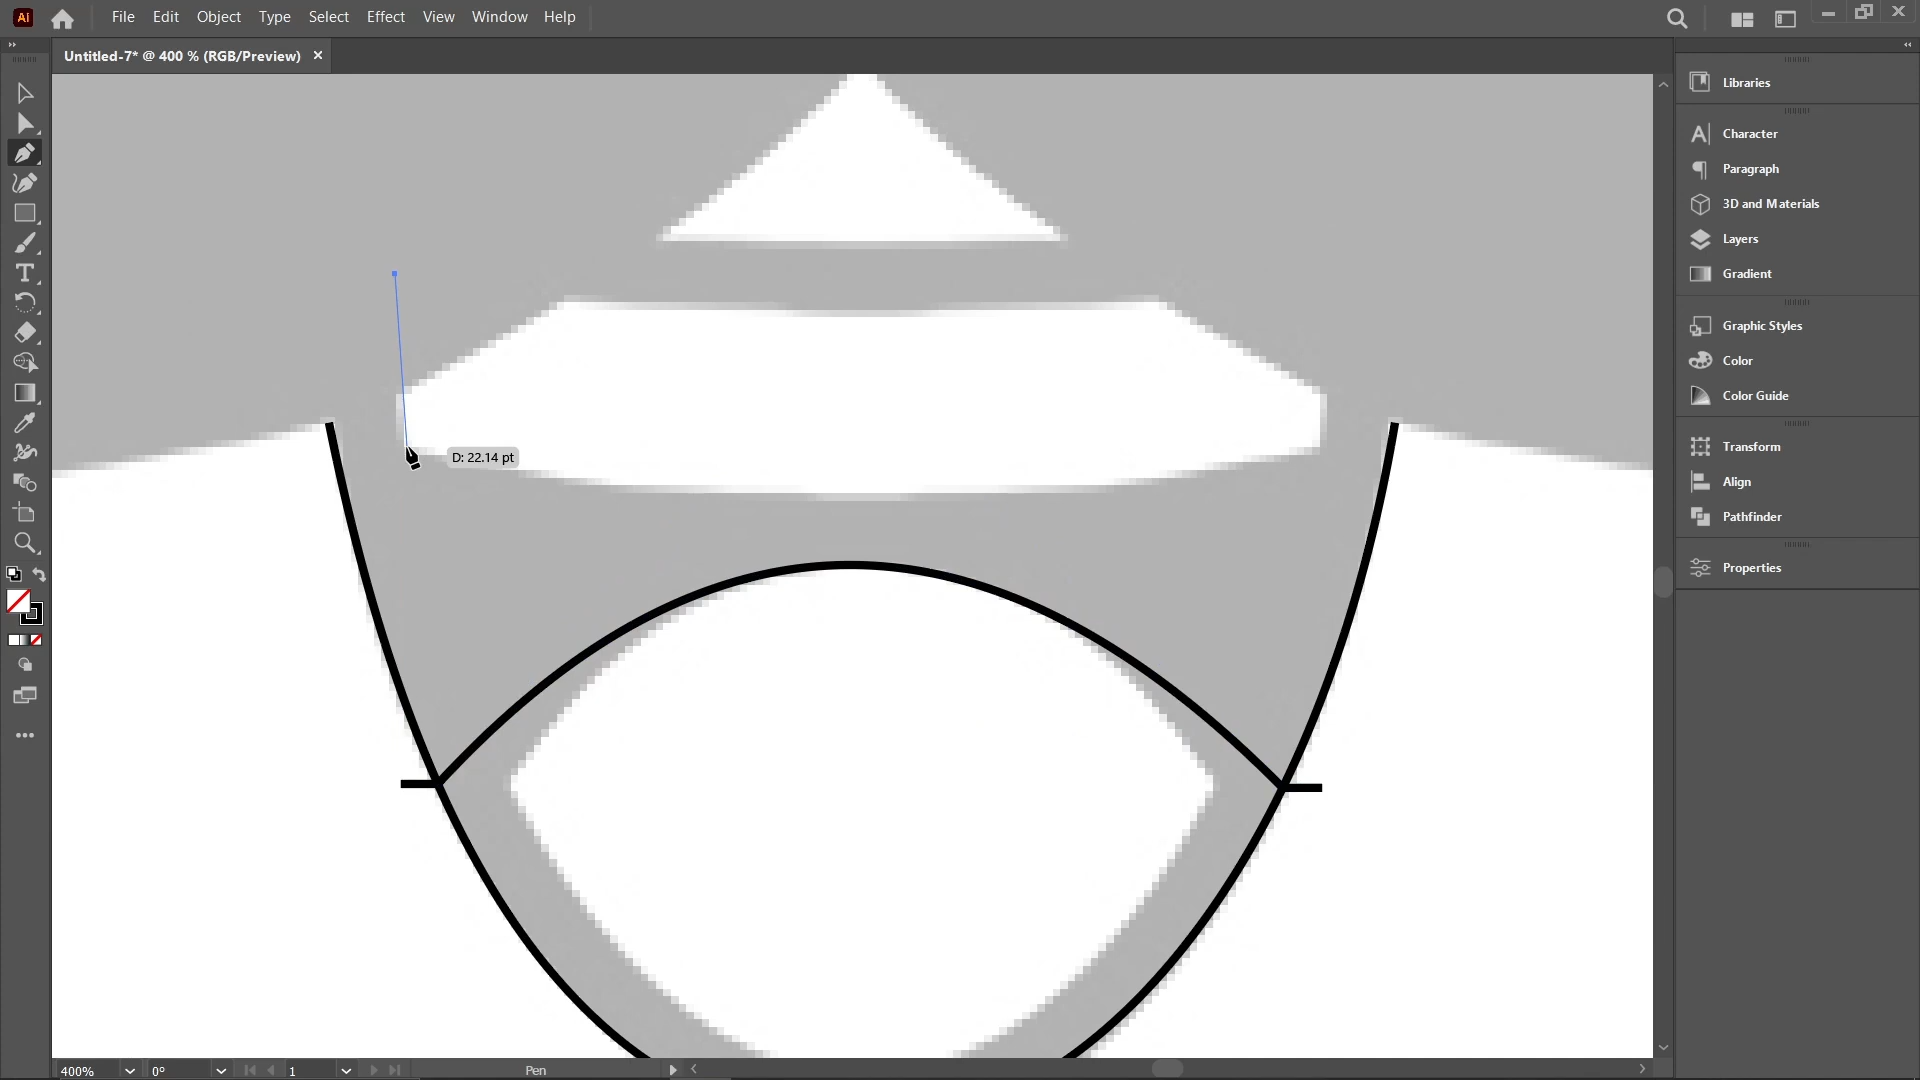 Ai
File Edit Object Type Select Effect View Window Help
Untitled-7* @ 400 % (RGB/Preview)
Libraries
Character
Paragraph
3D and Materials
Layers
Gradient
Graphic Styles
Color
Color Guide
Transform
Align
Pathfinder
Properties
D: 22.14 pt
400% 0° 1 Pen